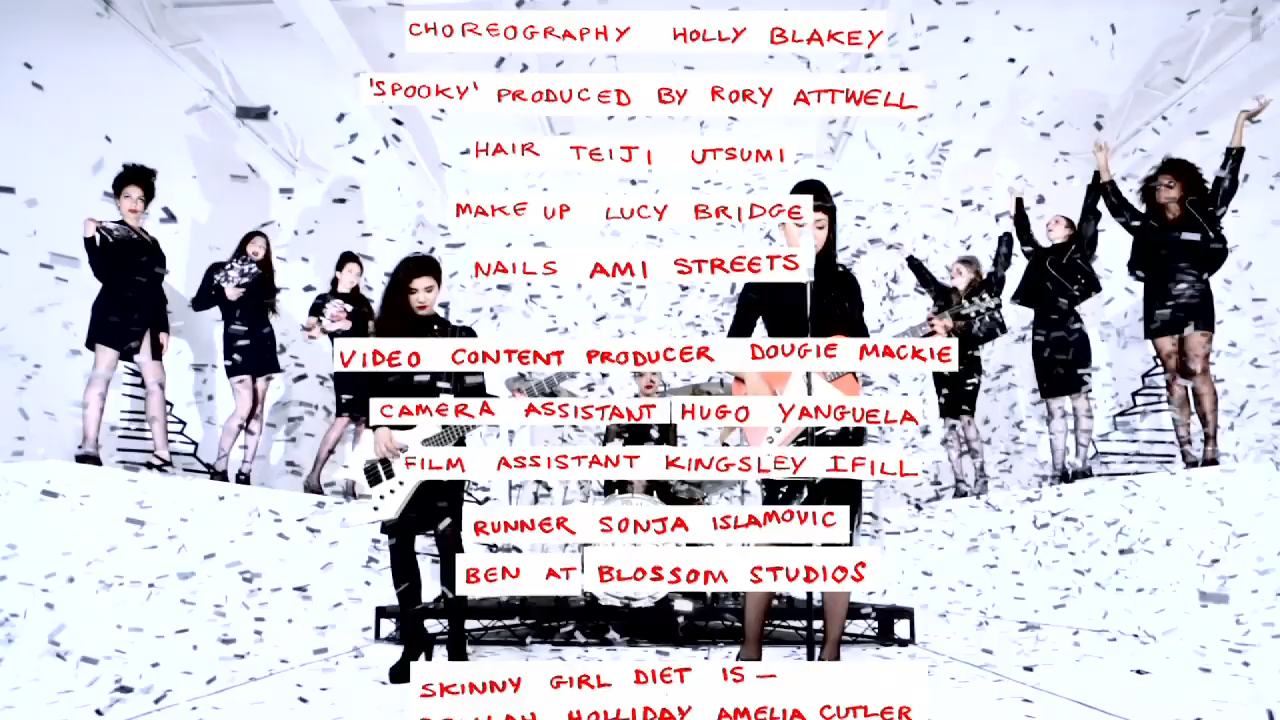 CHOREOGRAPHY HOLLY BLAKEY
'SPOOKY' PRODUCED BY RORY ATTWELL
HAIR TEIJI UTSUMI
MAKE UP LUCY BRIDGE
NAILS AMI STREETS
VIDEO CONTENT PRODUCER DOUGIE MACKIE
CAMERA ASSISTANT HUGO YANGUELA
FILM ASSISTANT KINGSLEY IFILL
RUNNER SONJA ISLAMOVIC
BEN AT BLOSSOM STUDIOS
SKINNY GIRL DIET IS —
HOLLIDAY AMELIA CUTLER